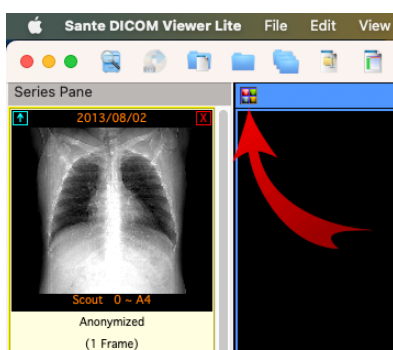 Sante DICOM Viewer Lite File Edit View
Series Pane
2013/08/02
X
Scout 0 ~ A4
Anonymized
(1 Frame)